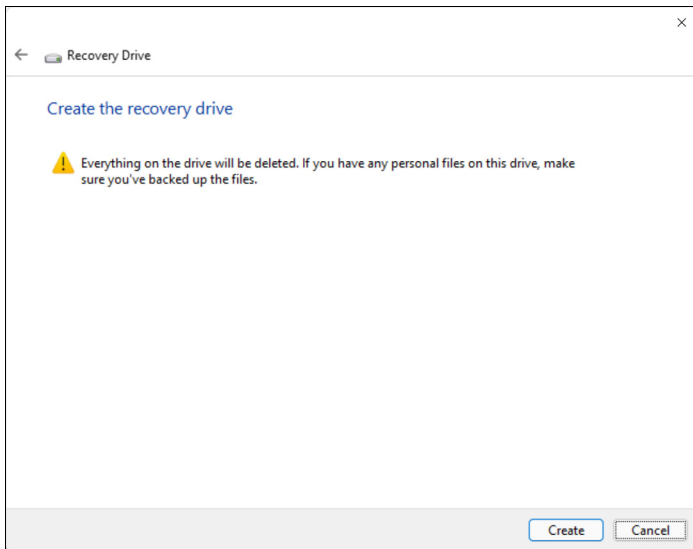 Recovery Drive
Create the recovery drive
Everything on the drive will be deleted. If you have any personal files on this drive, make
sure you've backed up the files.
Create Cancel